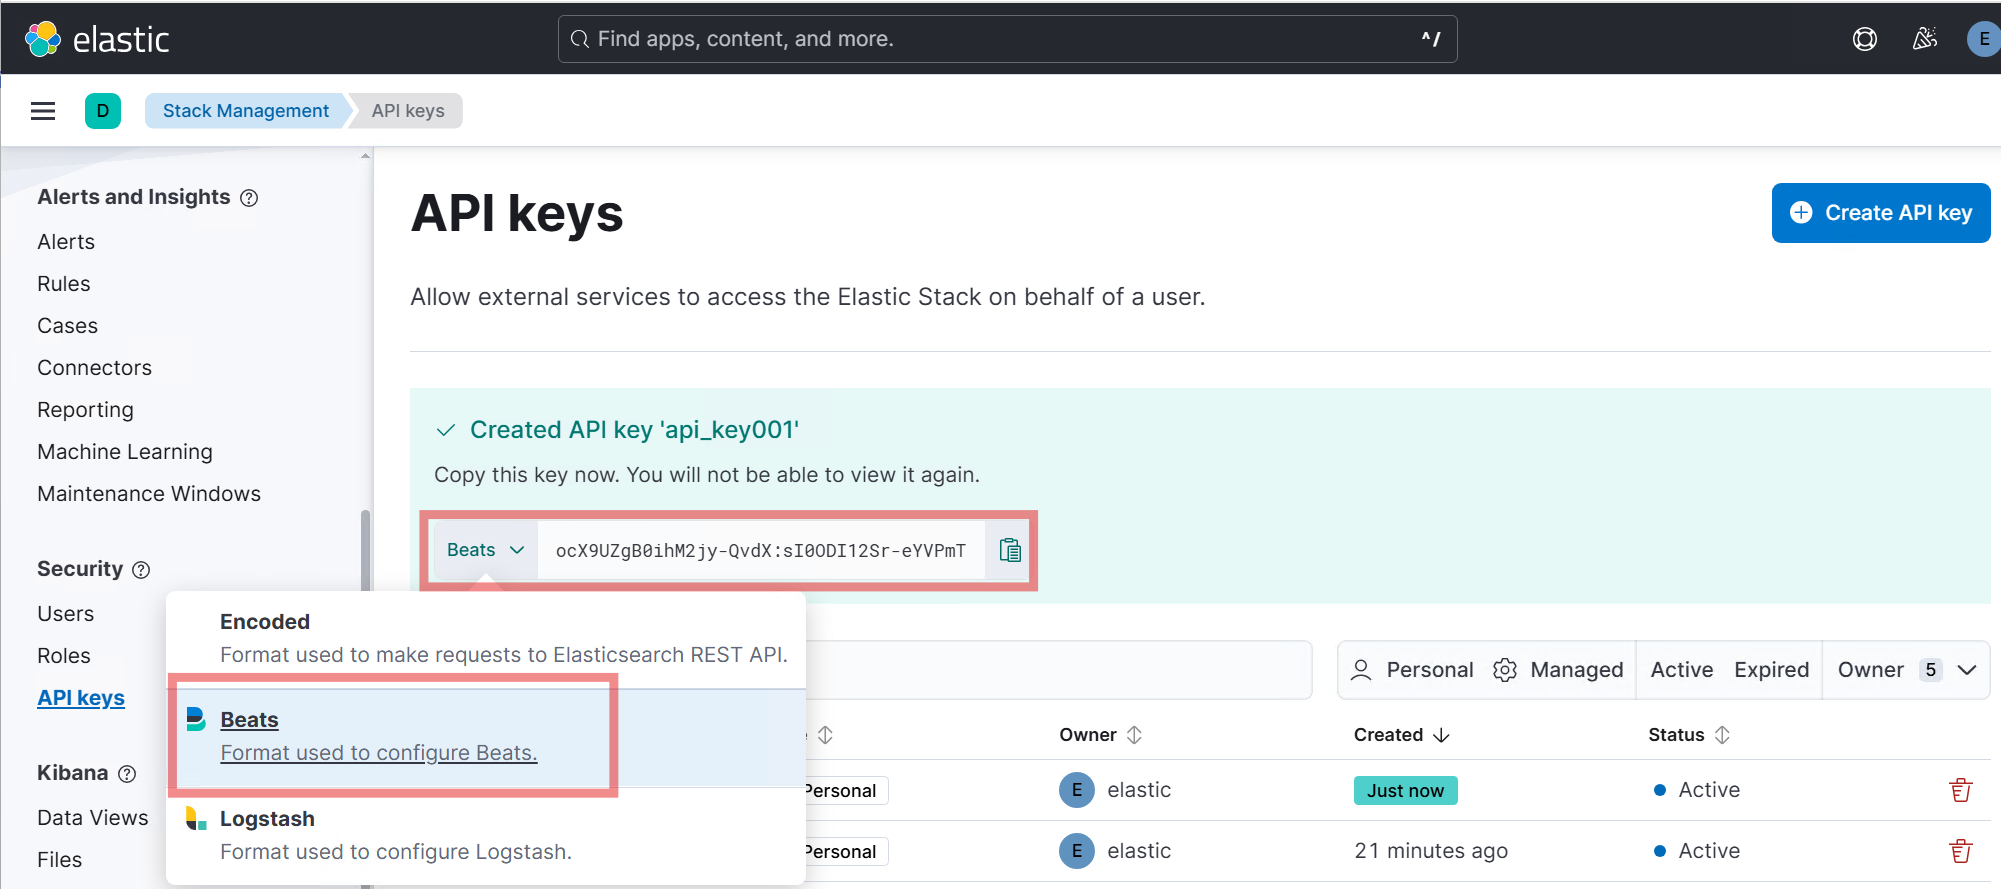 elastic
Find apps, content, and more.
^/
E
D
Stack Management
API keys
Alerts and Insights
Alerts
Rules
Cases
Connectors
Reporting
Machine Learning
Maintenance Windows
Security
Users
Roles
API keys
Kibana
Data Views
Files
API keys
Create API key
Allow external services to access the Elastic Stack on behalf of a user.
Created API key 'api_key001'
Copy this key now. You will not be able to view it again.
Beats
ocX9UZgB0ihM2jy-QvdX:sI0ODI12Sr-eYVPmT
Encoded
Format used to make requests to Elasticsearch REST API.
Beats
Format used to configure Beats.
Logstash
Format used to configure Logstash.
Personal Managed Active Expired Owner 5
Owner Created Status
Personal E elastic Just now Active
Personal E elastic 21 minutes ago Active